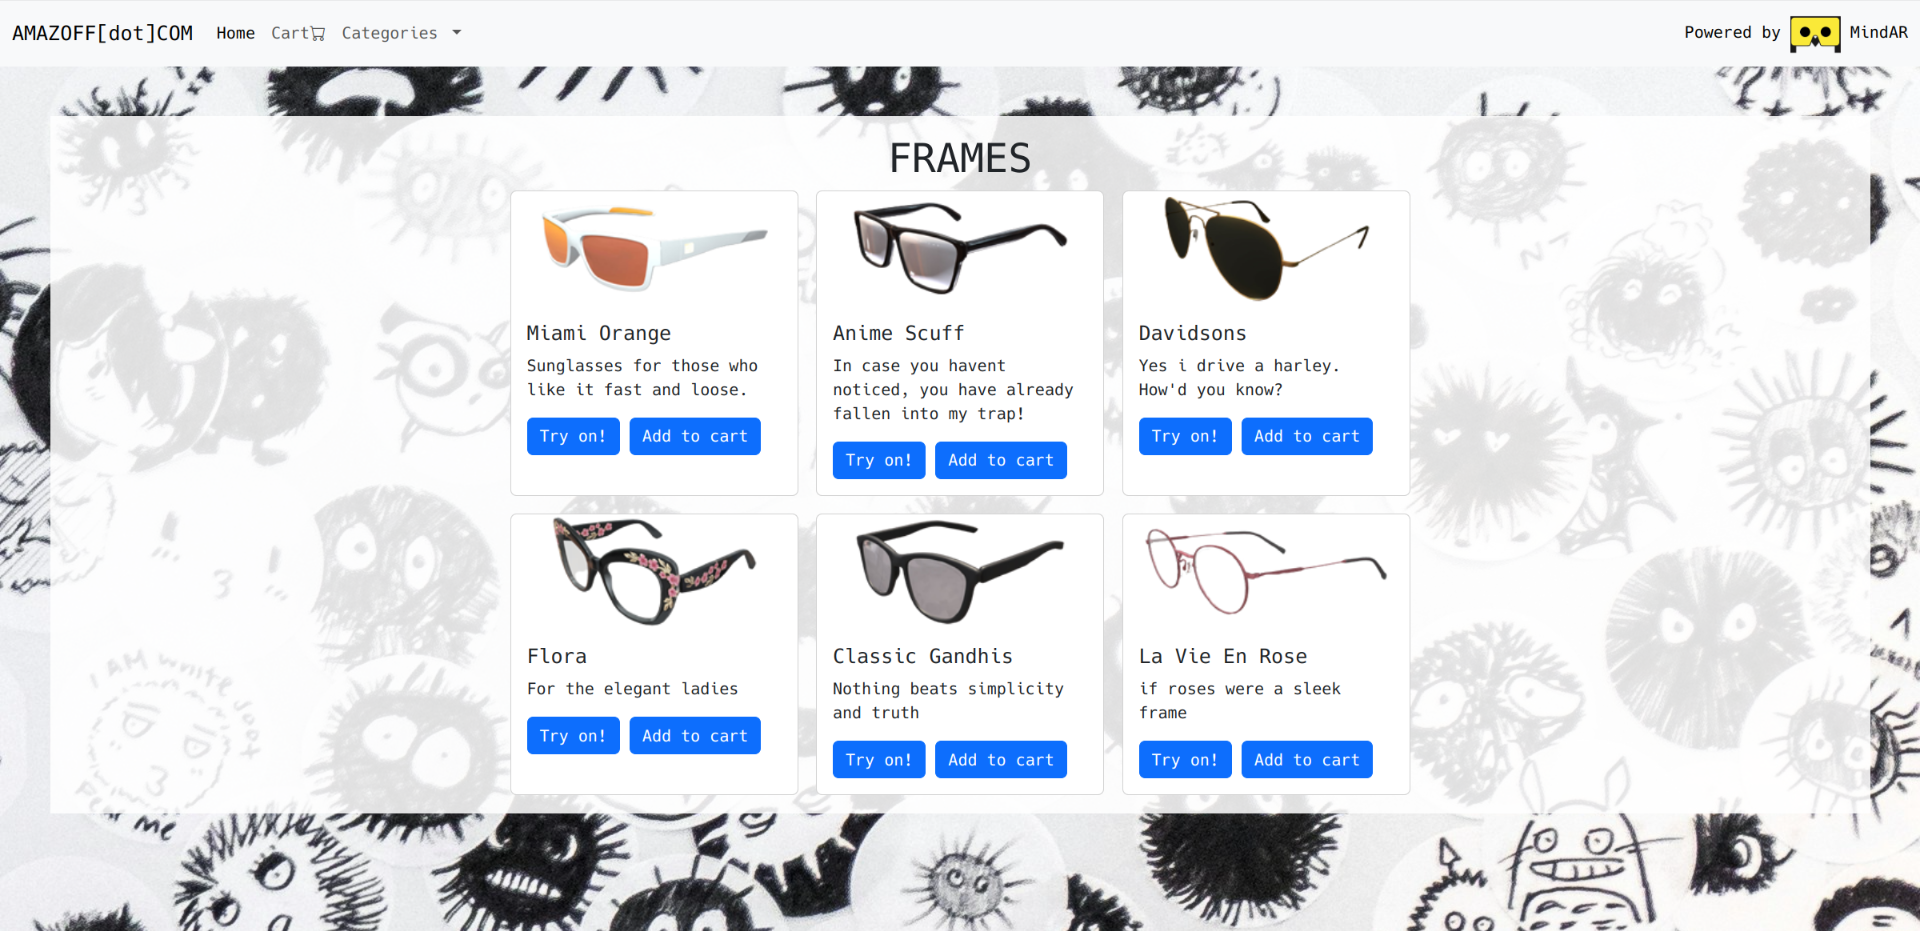 AMAZOFF[dot]COM Home Cart Categories Powered by MindAR
FRAMES
Miami Orange
Sunglasses for those who
like it fast and loose.
Try on! Add to cart
Anime Scuff
In case you havent
noticed, you have already
fallen into my trap!
Try on! Add to cart
Davidsons
Yes i drive a harley.
How'd you know?
Try on! Add to cart
Flora
For the elegant ladies
Try on! Add to cart
Classic Gandhis
Nothing beats simplicity
and truth
Try on! Add to cart
La Vie En Rose
if roses were a sleek
frame
Try on! Add to cart
I AM white soot
me